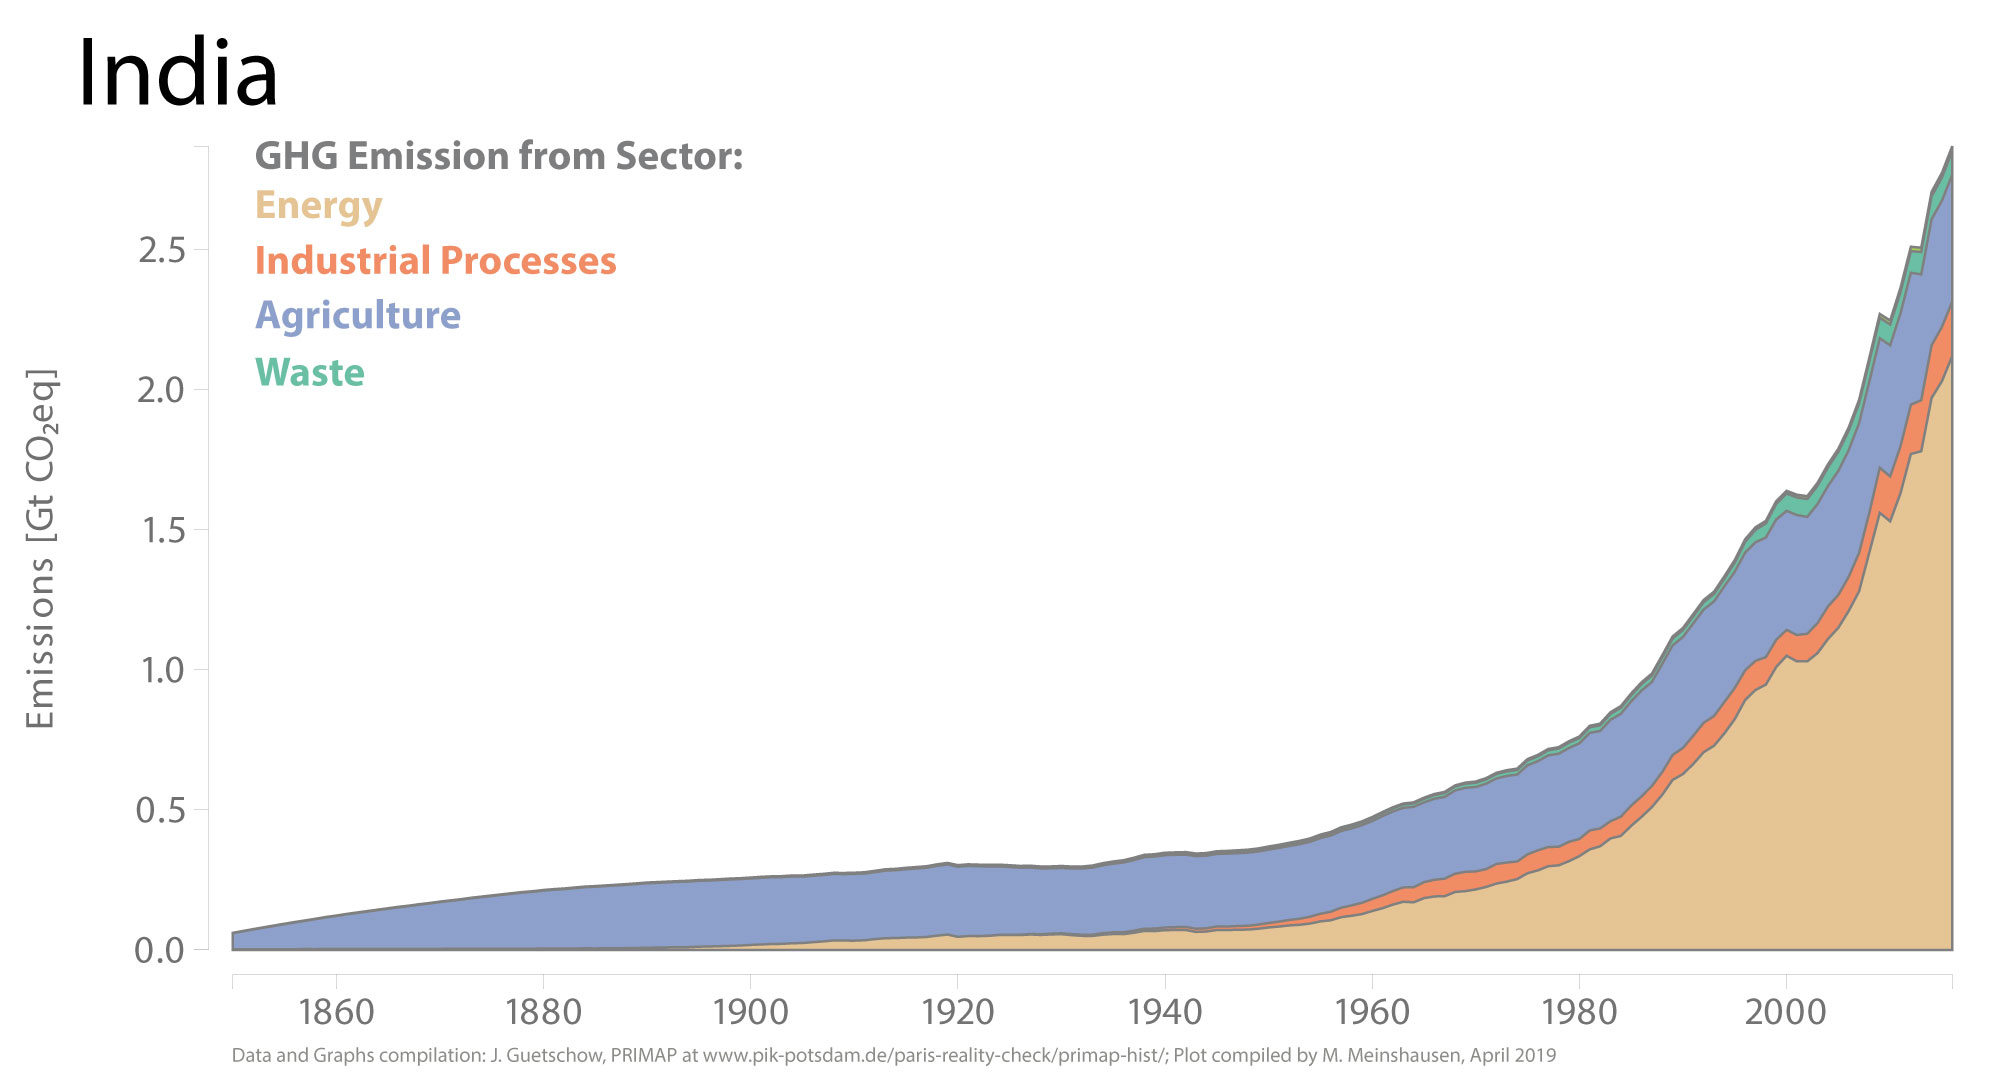 India
GHG Emission from Sector:
Energy
Industrial Processes
Agriculture
Waste
Emissions [Gt CO₂eq]
2.5
2.0
1.5
1.0
0.5
0.0
1860 1880 1900 1920 1940 1960 1980 2000
Data and Graphs compilation: J. Guetschow, PRIMAP at www.pik-potsdam.de/paris-reality-check/primap-hist/; Plot compiled by M. Meinshausen, April 2019